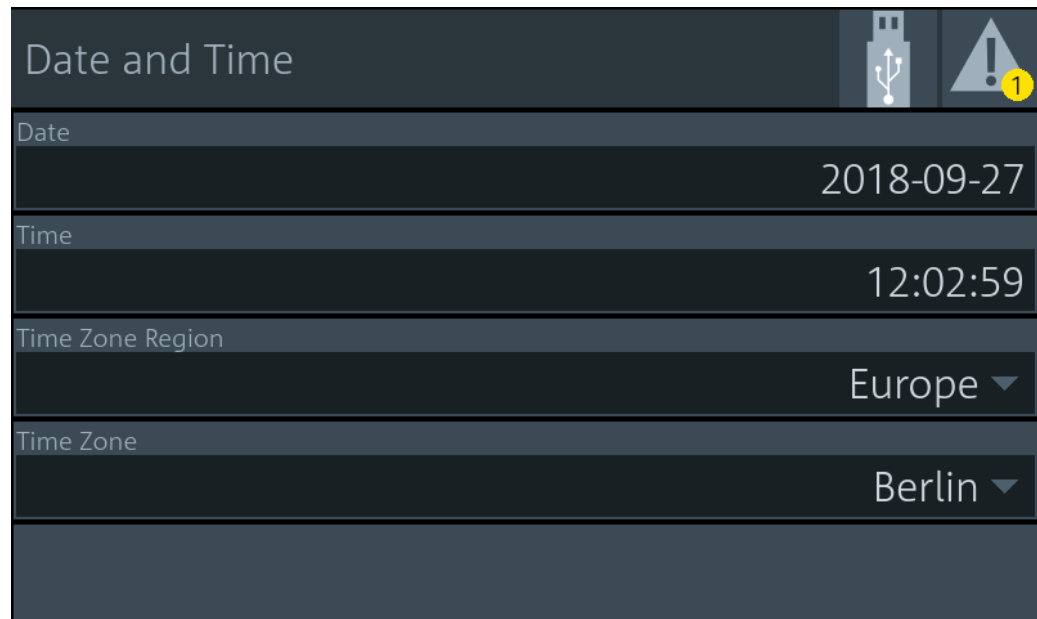 Date and Time
1
Date
2018-09-27
Time
12:02:59
Time Zone Region
Europe
Time Zone
Berlin